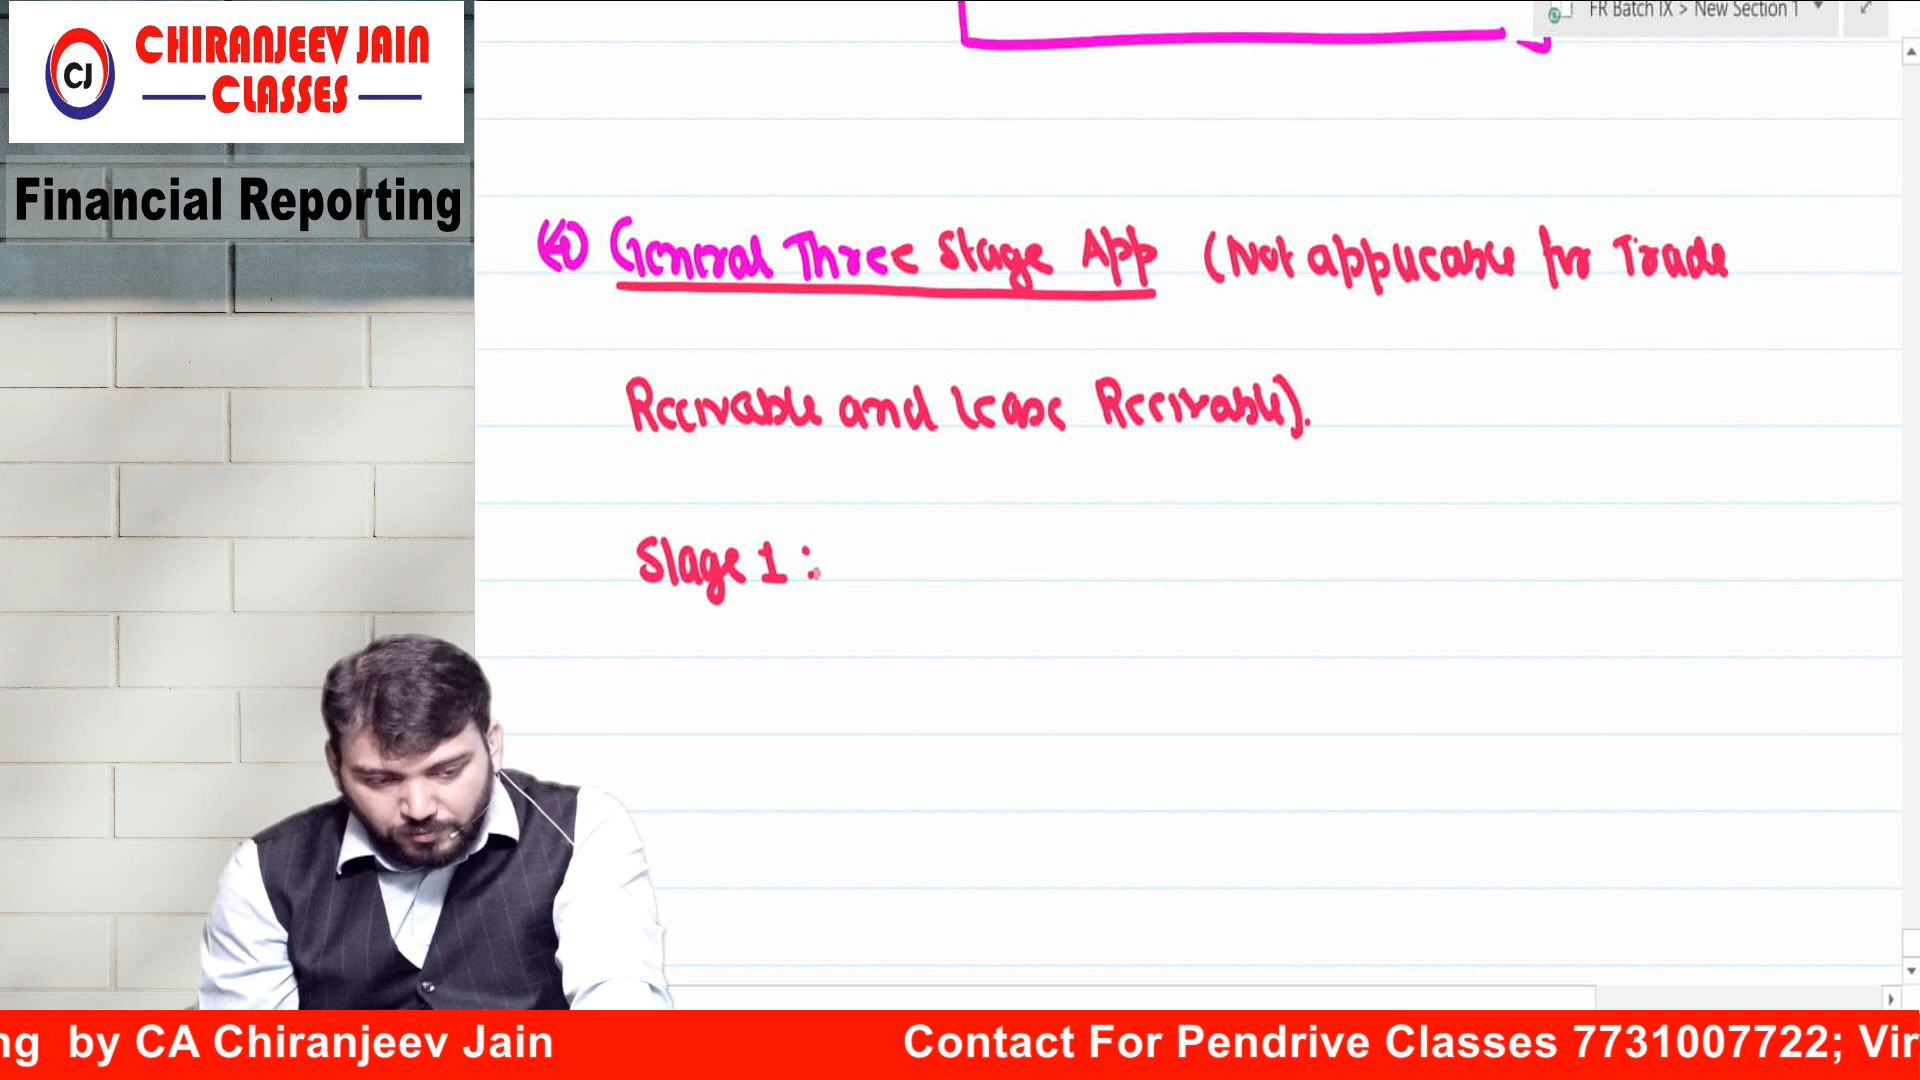 CHIRANJEEV JAIN
CJ
CLASSES
Financial Reporting
FR Batch IX > New Section 1
(4) General Three Stage App (Not applicable for Trade
Receivable and lease Receivable).
Stage 1 :
ng by CA Chiranjeev Jain
Contact For Pendrive Classes 7731007722; Vir